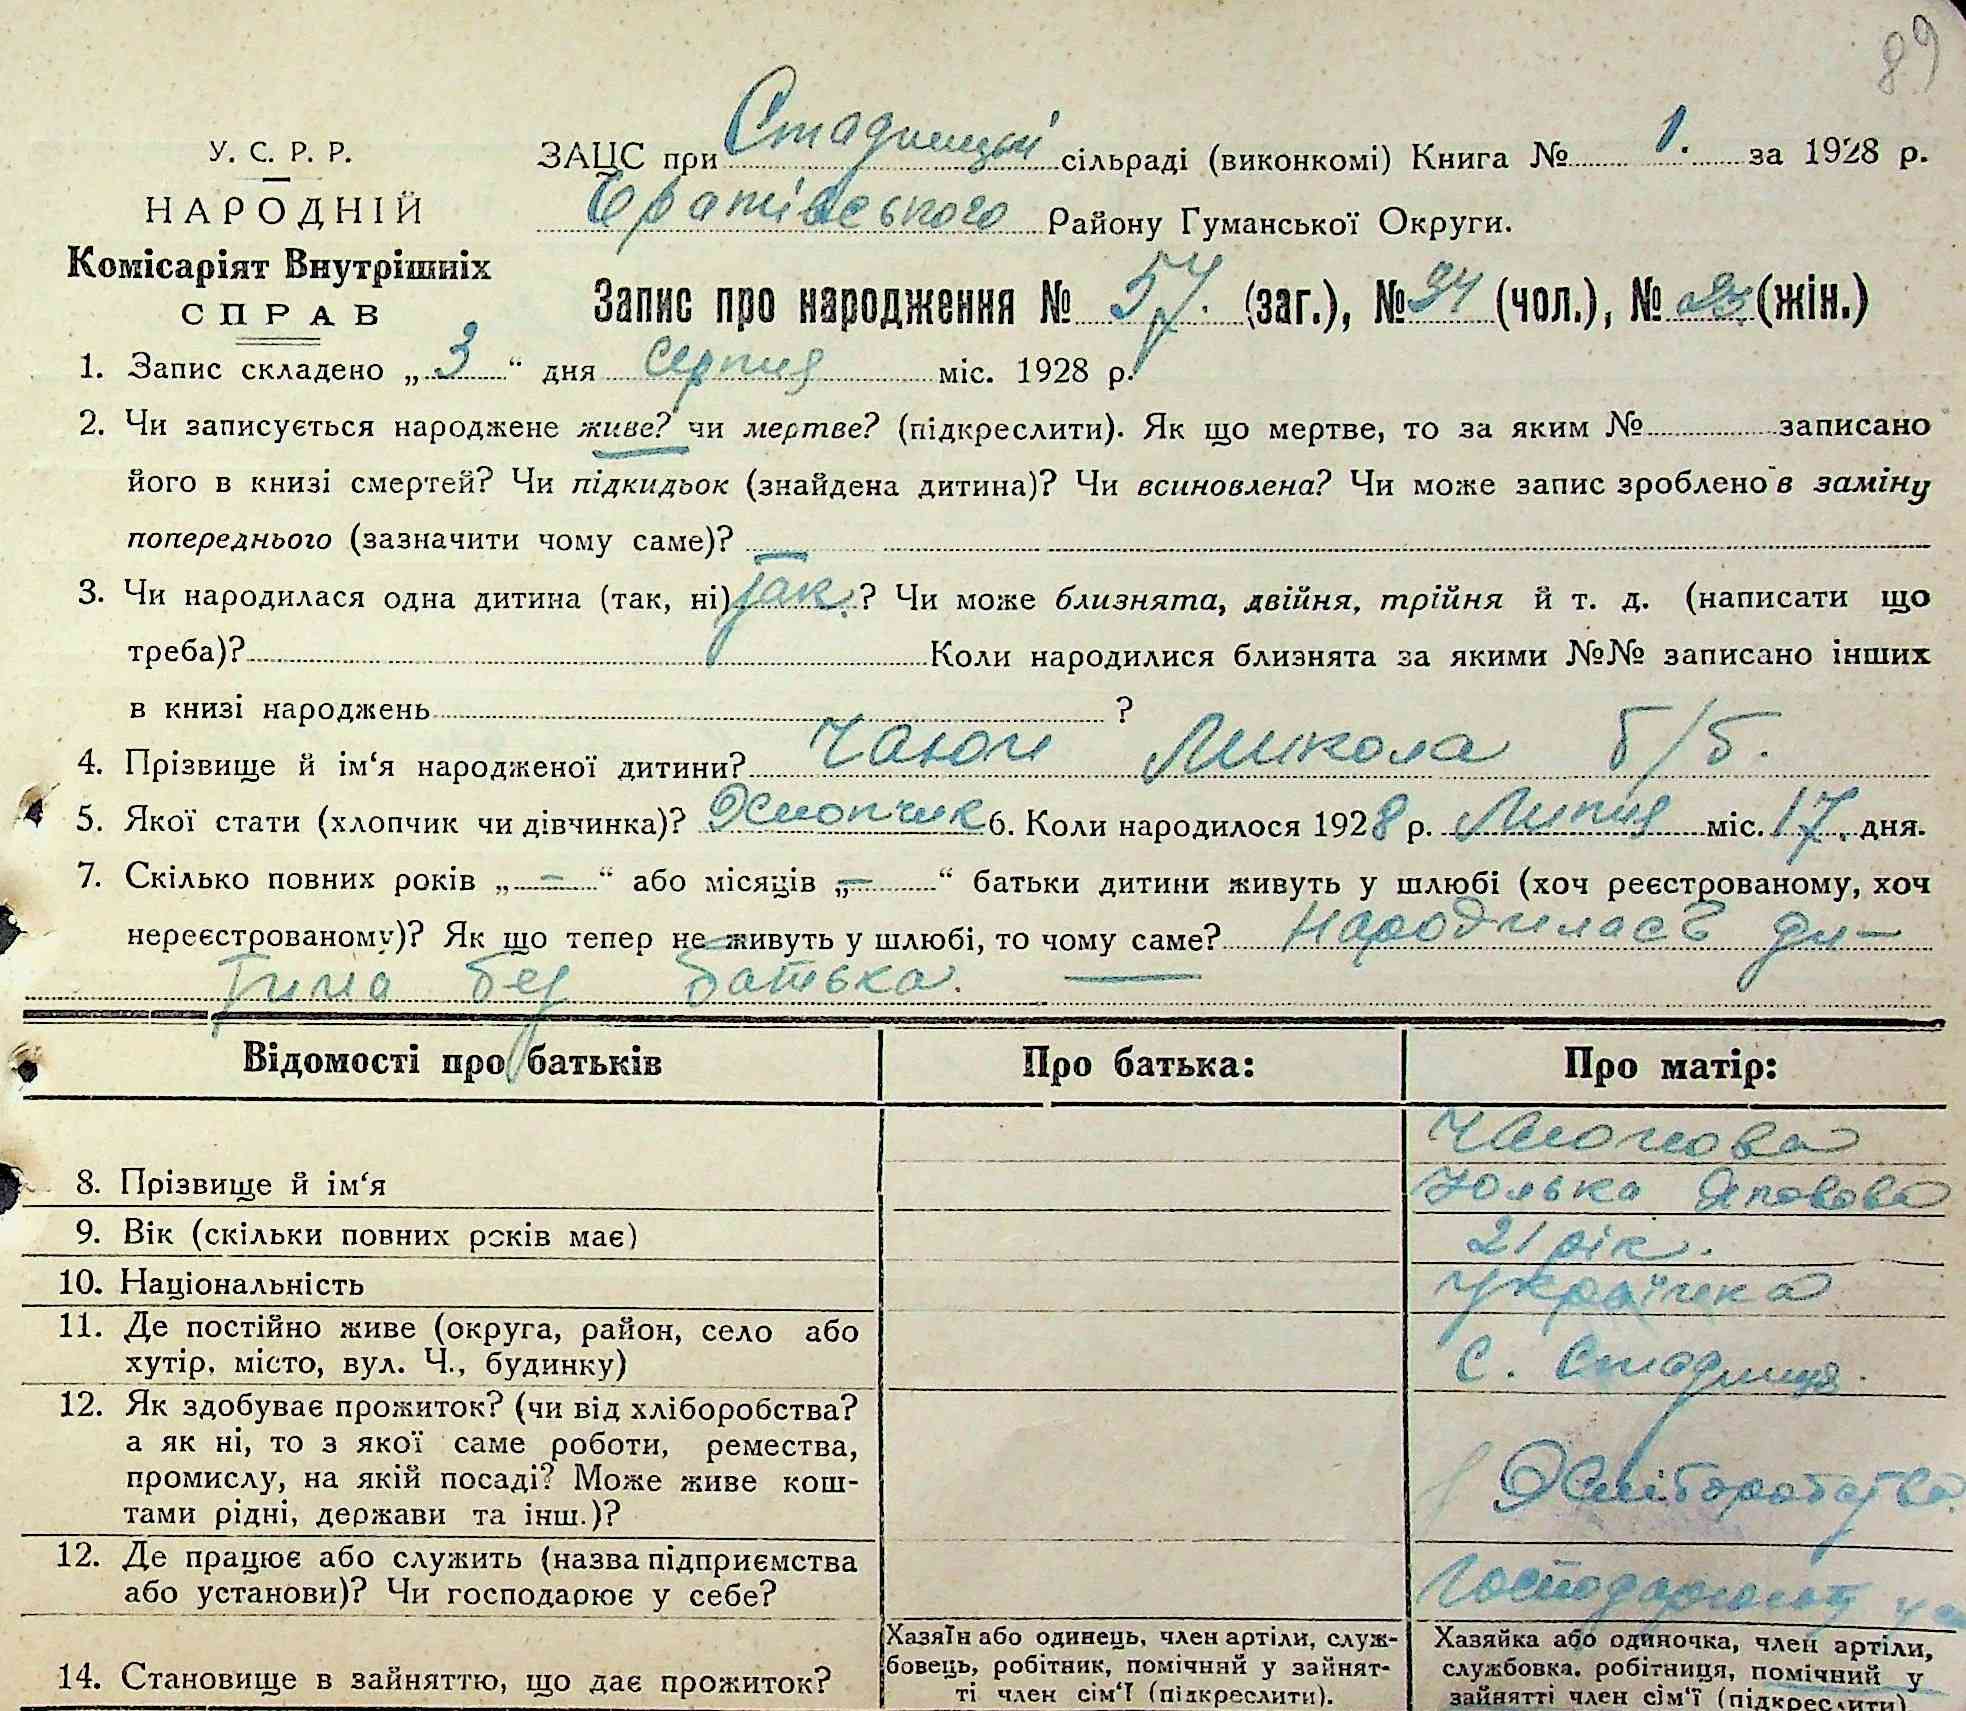 89
У. С. Р. Р.
НАРОДНІЙ
Комісаріят Внутрішніх
СПРАВ
ЗАЦС при Стадницькій сільраді (виконкомі) Книга № 1. за 1928 р.
Оратівського Району Гуманської Округи.
Запис про народження № 57. (заг.), № 34 (чол.), № 23 (жін.)
1. Запис складено „ 3 “ дня серпня міс. 1928 р.
2. Чи записується народжене живе? чи мертве? (підкреслити). Як що мертве, то за яким № записано
його в книзі смертей? Чи підкидьок (знайдена дитина)? Чи всиновлена? Чи може запис зроблено в заміну
попереднього (зазначити чому саме)?
3. Чи народилася одна дитина (так, ні) так ? Чи може близнята, двійня, трійня й т. д. (написати що
треба)? Коли народилися близнята за якими №№ записано інших
в книзі народжень ?
4. Прізвище й ім‘я народженої дитини? Микола б/б.
5. Якої стати (хлопчик чи дівчинка)? Хлопчик 6. Коли народилося 1928 р. Липня міс. 17. дня.
7. Скілько повних років „ – “ або місяців „ – “ батьки дитини живуть у шлюбі (хоч реєстрованому, хоч
нереєстрованому)? Як що тепер не живуть у шлюбі, то чому саме? народилась ди–
тина без батька. —
Відомості про батьків
Про батька:
Про матір:
8. Прізвище й ім‘я
Юлька
9. Вік (скільки повних років має)
21 рік.
10. Національність
Українка
11. Де постійно живе (округа, район, село або
хутір, місто, вул. Ч., будинку)
с. Стадниця.
12. Як здобуває прожиток? (чи від хліборобства?
а як ні, то з якої саме роботи, ремества,
промислу, на якій посаді? Може живе кош-
тами рідні, держави та інш.)?
Хліборобства
12. Де працює або служить (назва підприємства
або установи)? Чи господарює у себе?
14. Становище в зайняттю, що дає прожиток?
Хазяїн або одинець, член артіли, служ-
бовець, робітник, помічний у зайнят-
ті член сім‘ї (підкреслити).
Хазяйка або одиночка, член артіли,
службовка. робітниця, помічний у
зайнятті член сім‘ї (підкреслити)